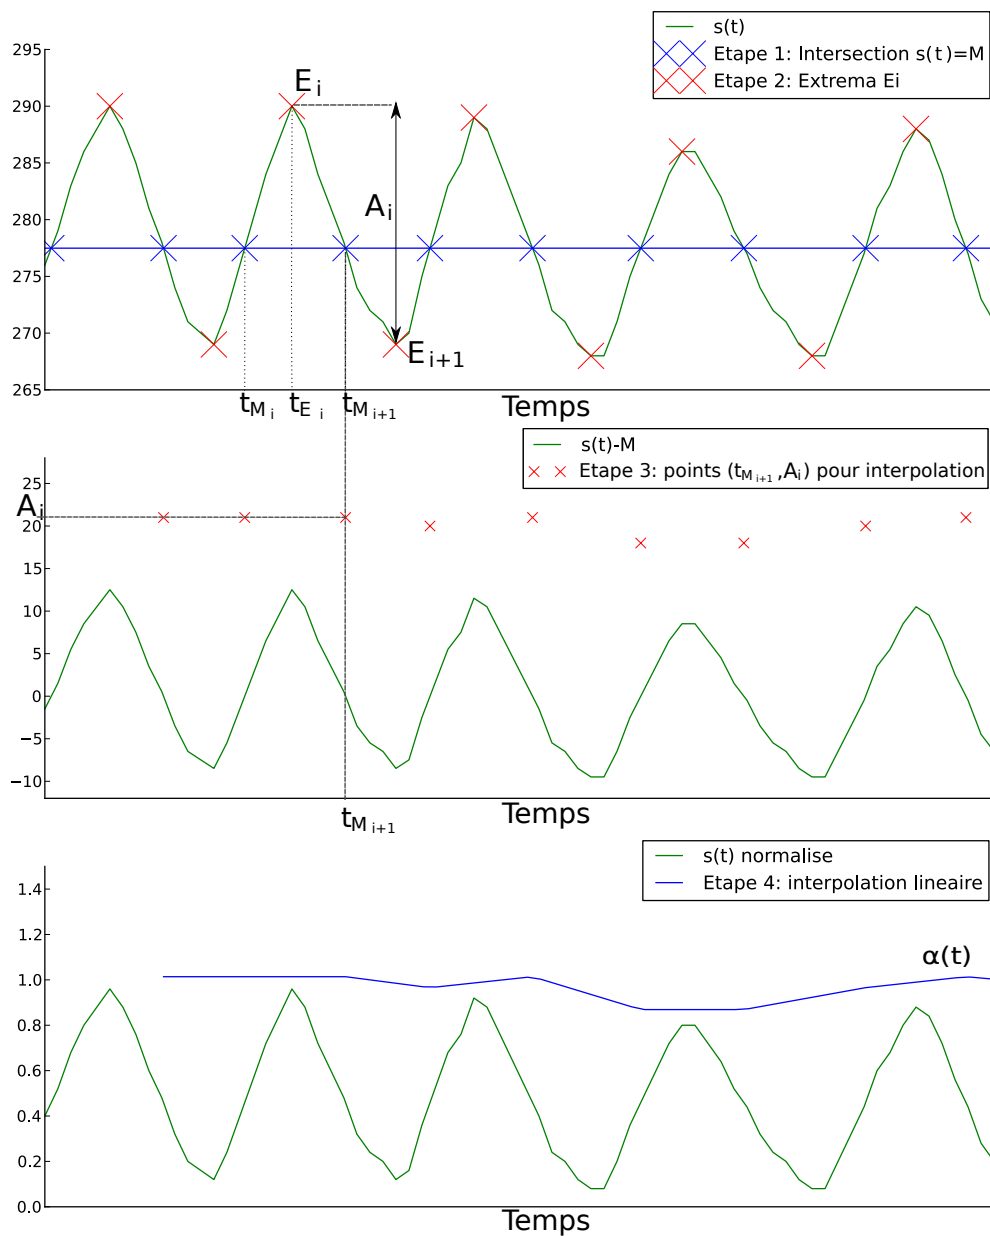 s(t)
Etape 1: Intersection s(t)=M
Etape 2: Extrema Ei
295
290
285
280
275
270
265
E i
A i
E i+1
t M i
t E i
t M i+1
Temps
s(t)-M
Etape 3: points (t M i+1 ,A i) pour interpolation
25
20
15
10
5
0
−5
−10
A i
t M i+1
Temps
s(t) normalise
Etape 4: interpolation lineaire
1.4
1.2
1.0
0.8
0.6
0.4
0.2
0.0
α(t)
Temps